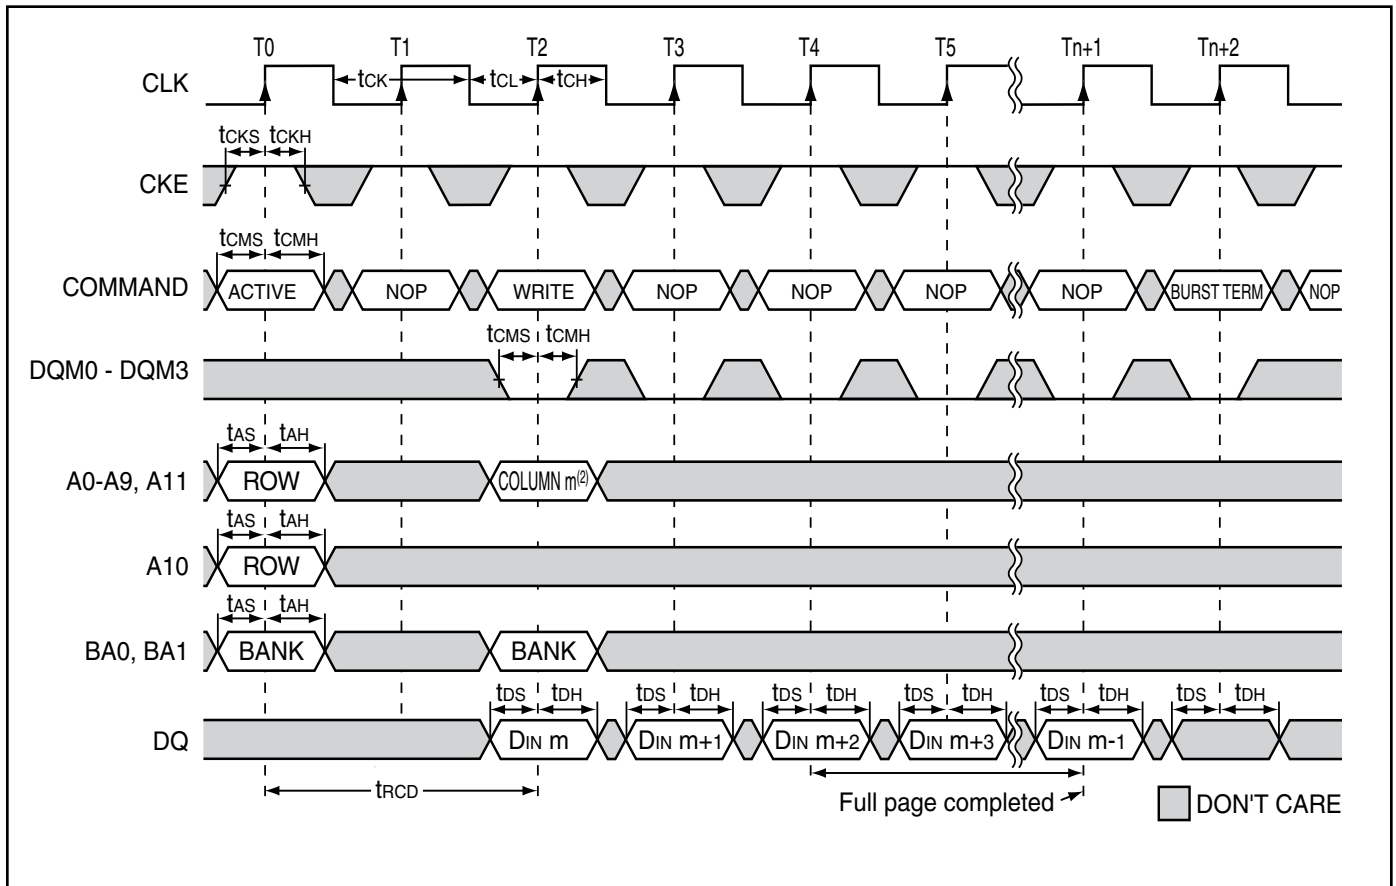 T0 T1 T2 T3 T4 T5 Tn+1 Tn+2
CLK tCK tCL tCH
tCKS tCKH
CKE
tCMS tCMH
COMMAND ACTIVE NOP WRITE NOP NOP NOP NOP BURST TERM NOP
tCMS tCMH
DQM0 - DQM3
tAS tAH
A0-A9, A11 ROW COLUMN m(2)
tAS tAH
A10 ROW
tAS tAH
BA0, BA1 BANK BANK
tDS tDH tDS tDH tDS tDH tDS tDH tDS tDH tDS tDH
DQ DIN m DIN m+1 DIN m+2 DIN m+3 DIN m-1
tRCD
Full page completed
DON'T CARE